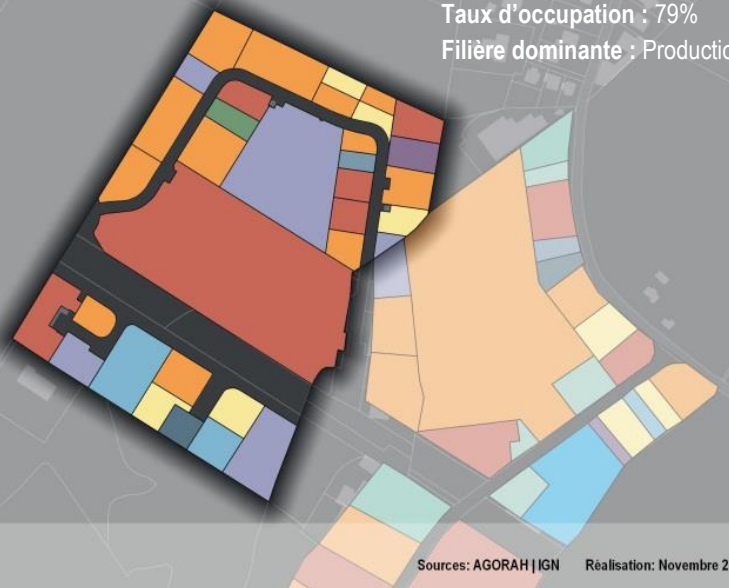 Taux d'occupation : 79%
Filière dominante : Productio
Sources: AGORAH | IGN Réalisation: Novembre 2